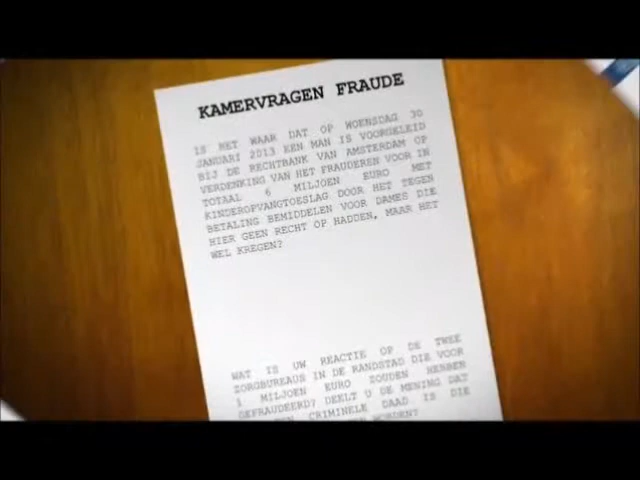 KAMERVRAGEN FRAUDE
IS HET WAAR DAT OP WOENSDAG 30
JANUARI 2013 EEN MAN IS VOORGELEID
BIJ DE RECHTBANK VAN AMSTERDAM OP
VERDENKING VAN HET FRAUDEREN VOOR IN
TOTAAL 6 MILJOEN EURO MET
KINDEROPVANGTOESLAG DOOR HET TEGEN
BETALING BEMIDDELEN VOOR DAMES DIE
HIER GEEN RECHT OP HADDEN, MAAR HET
WEL KREGEN?
WAT IS UW REACTIE OP DE TWEE
ZORGBUREAUS IN DE RANDSTAD DIE VOOR
1 MILJOEN EURO ZOUDEN HEBBEN
GEFRAUDEERD? DEELT U DE MENING DAT
CRIMINELE DAAD IS DIE